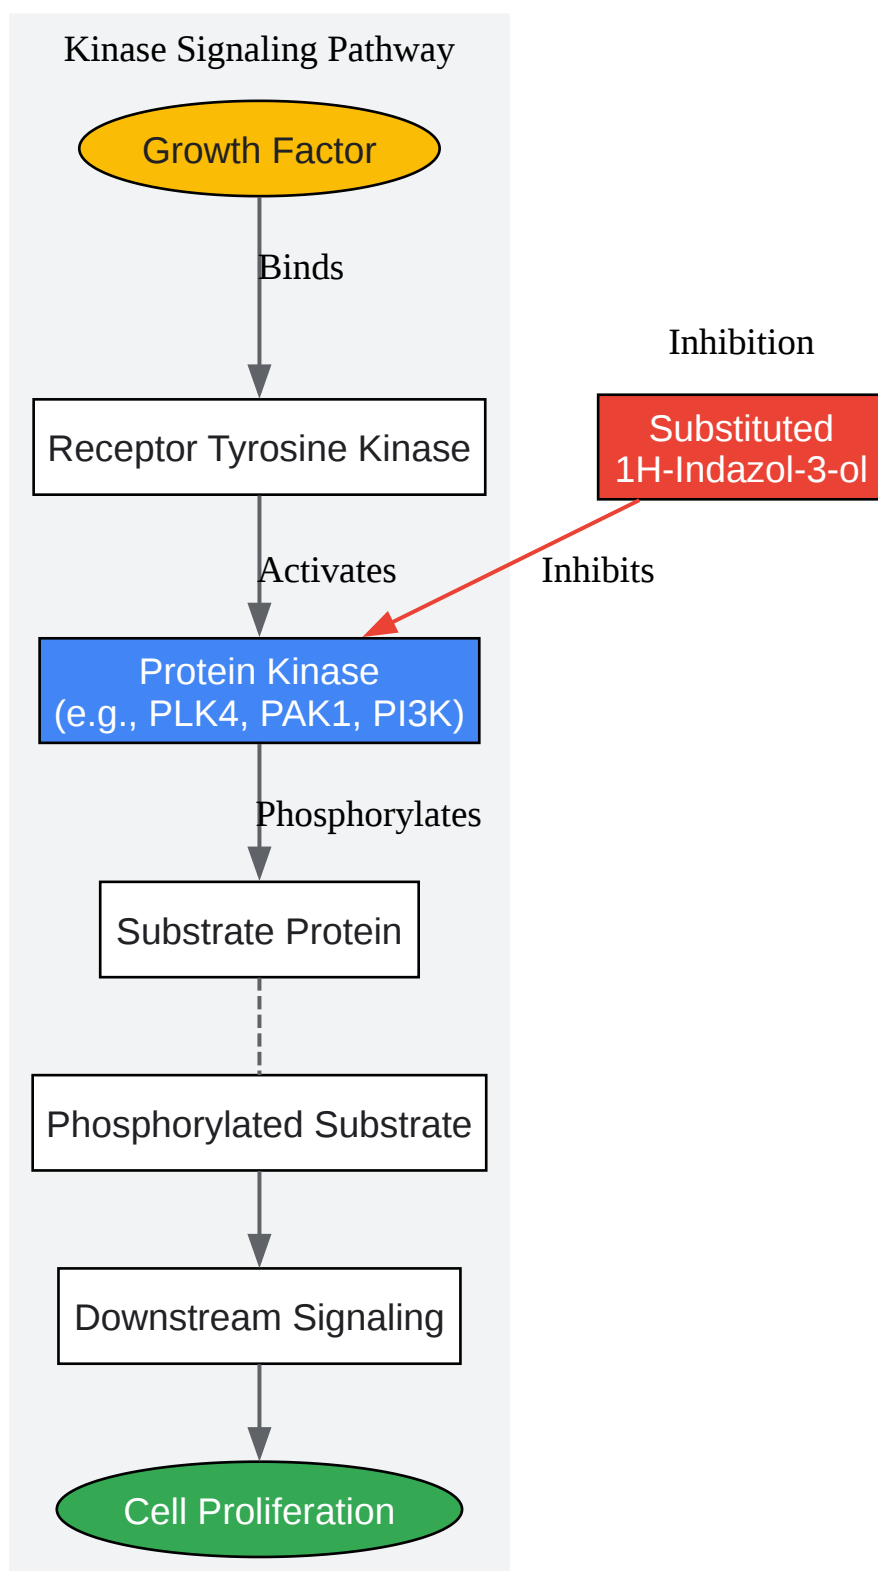 Kinase Signaling Pathway
Growth Factor
Binds
Inhibition
Receptor Tyrosine Kinase
Substituted
1H-Indazol-3-ol
Activates
Inhibits
Protein Kinase
(e.g., PLK4, PAK1, PI3K)
Phosphorylates
Substrate Protein
Phosphorylated Substrate
Downstream Signaling
Cell Proliferation